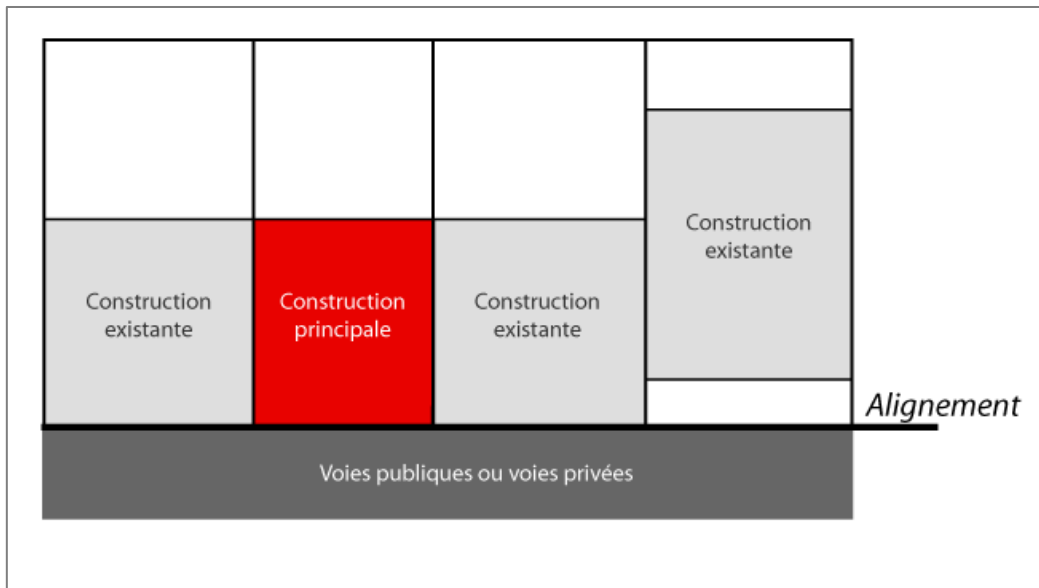 Construction
existante
Construction
principale
Construction
existante
Construction
existante
Alignement
Voies publiques ou voies privées